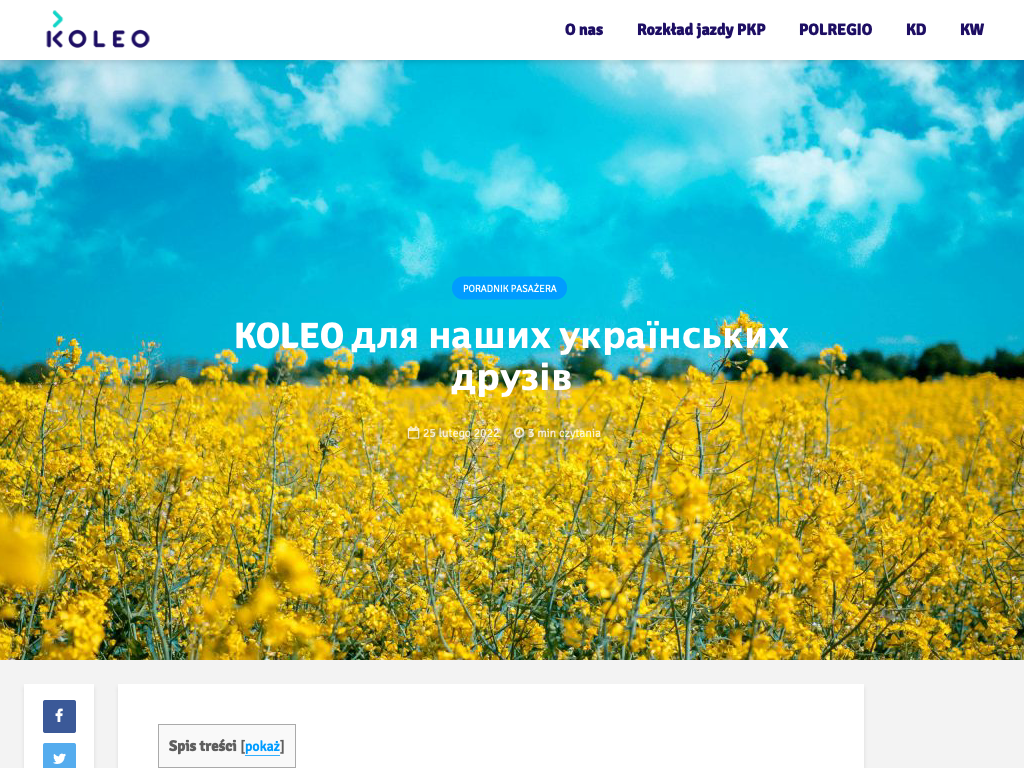 KOLEO
O nas
Rozkład jazdy PKP
POLREGIO
KD
KW
PORADNIK PASAŻERA
KOLEO для наших українських
друзів
25 lutego 2022 3 min czytania
Spis treści [pokaż]